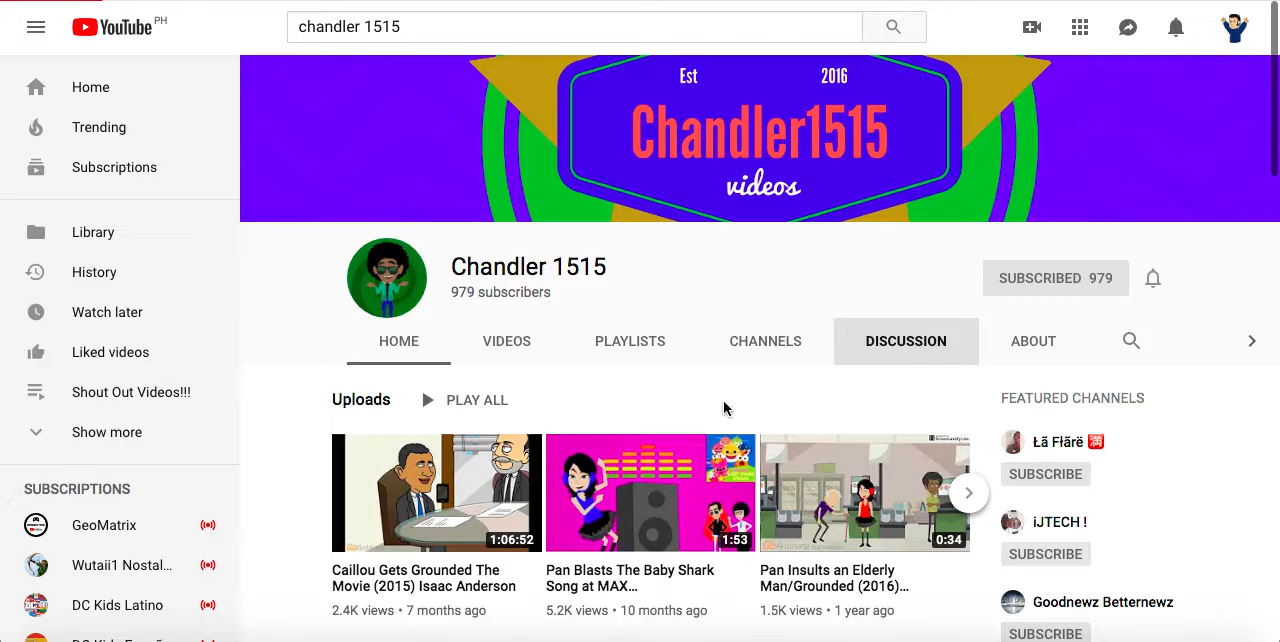 YouTube PH
chandler 1515
Home
Trending
Subscriptions
Library
History
Watch later
Liked videos
Shout Out Videos!!!
Show more
SUBSCRIPTIONS
GeoMatrix
Wutaii1 Nostal...
DC Kids Latino
Est 2016
Chandler1515
videos
Chandler 1515
979 subscribers
SUBSCRIBED 979
HOME VIDEOS PLAYLISTS CHANNELS DISCUSSION ABOUT
Uploads PLAY ALL
1:06:52
1:53
0:34
Caillou Gets Grounded The
Movie (2015) Isaac Anderson
2.4K views • 7 months ago
Pan Blasts The Baby Shark
Song at MAX...
5.2K views • 10 months ago
Pan Insults an Elderly
Man/Grounded (2016)...
1.5K views • 1 year ago
FEATURED CHANNELS
Łã Fłãrë 🈵
SUBSCRIBE
iJTECH !
SUBSCRIBE
Goodnewz Betternewz
SUBSCRIBE